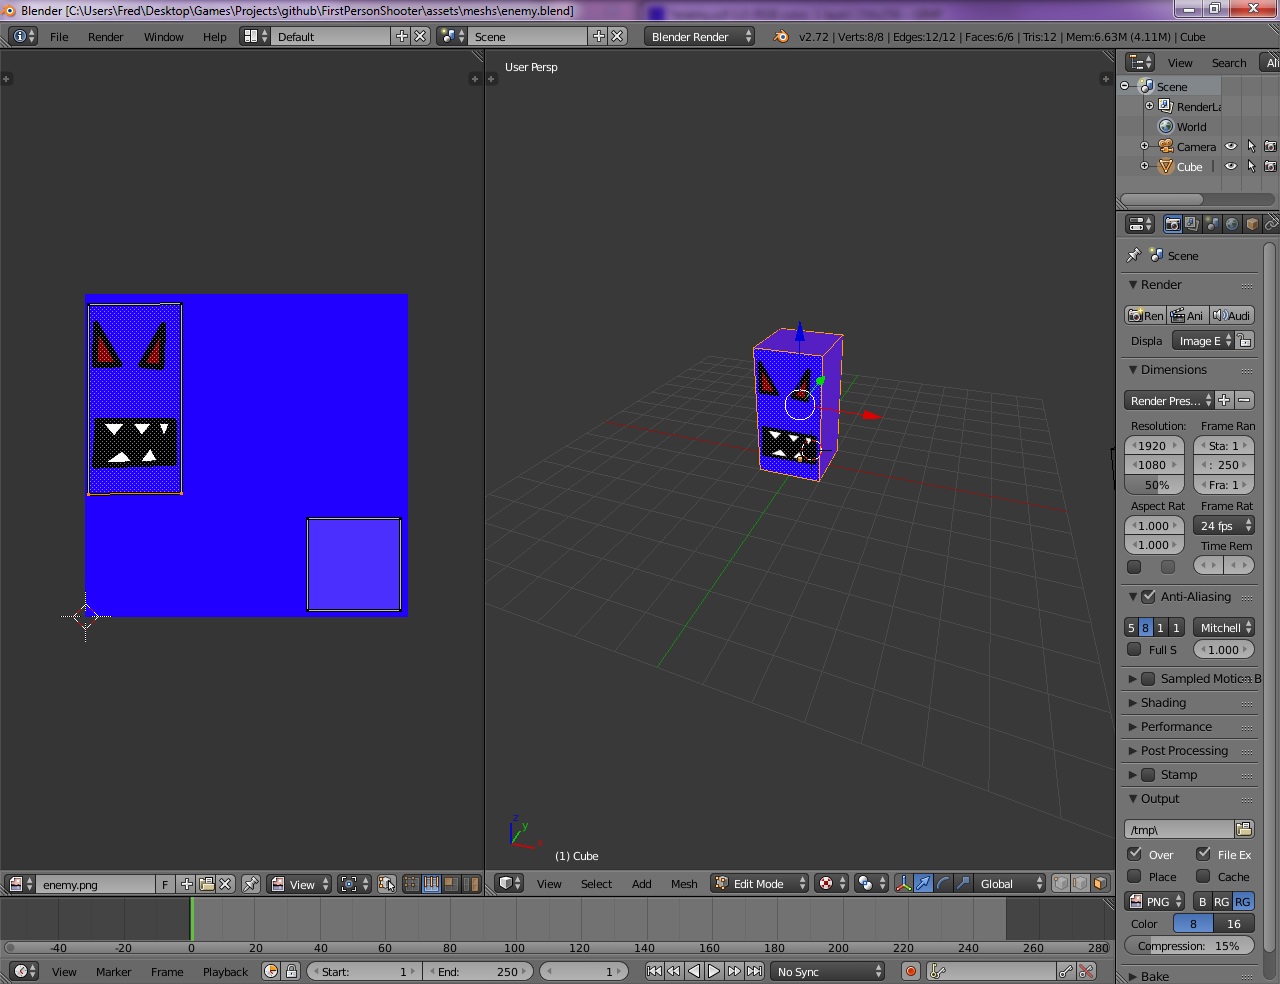 Blender [C:\Users\Fred\Desktop\Games\Projects\github\FirstPersonShooter\assets\meshs\enemy.blend]
File Render Window Help Default Scene Blender Render v2.72 | Verts:8/8 | Edges:12/12 | Faces:6/6 | Tris:12 | Mem:6.63M (4.11M) | Cube
User Persp
View Search All
Scene
RenderLa
World
Camera
Cube
Scene
Render
Ren Ani Audi
Displa Image E
Dimensions
Render Pres...
Resolution: Frame Ran
1920 Sta: 1
1080 : 250
50% Fra: 1
Aspect Rat Frame Rat
1.000 24 fps
1.000 Time Rem
Anti-Aliasing
5 8 1 1 Mitchell
Full S 1.000
Sampled Motion B
Shading
Performance
Post Processing
Stamp
Output
/tmp\
Over File Ex
Place Cache
PNG B RG RG
Color 8 16
Compression: 15%
Bake
z
y
x
(1) Cube
enemy.png F View
View Select Add Mesh Edit Mode Global
-40 -20 0 20 40 60 80 100 120 140 160 180 200 220 240 260 280
View Marker Frame Playback Start: 1 End: 250 1 No Sync